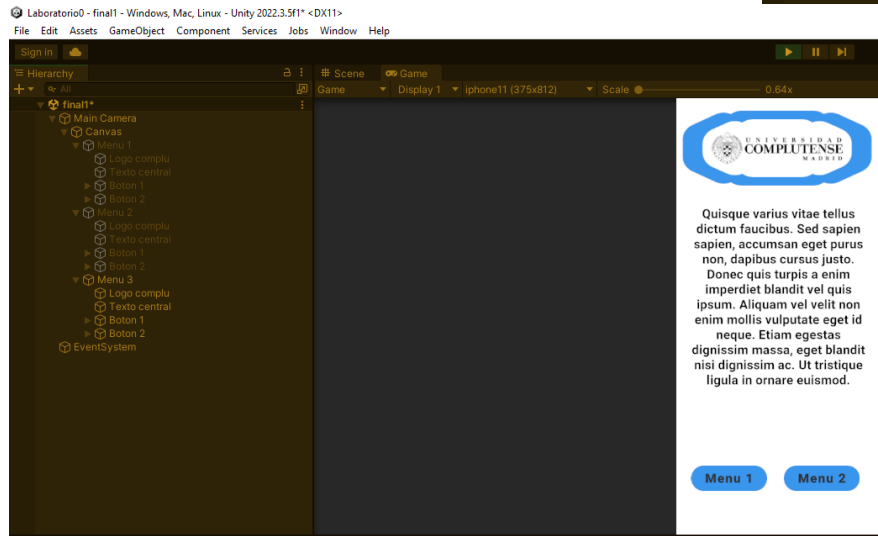 Laboratorio0 - final1 - Windows, Mac, Linux - Unity 2022.3.5f1* <DX11>
File Edit Assets GameObject Component Services Jobs Window Help
Sign in
Hierarchy
All
final1*
Main Camera
Canvas
Menu 1
Logo complu
Texto central
Boton 1
Boton 2
Menu 2
Logo complu
Texto central
Boton 1
Boton 2
Menu 3
Logo complu
Texto central
Boton 1
Boton 2
EventSystem
Scene Game
Game Display 1 iphone11 (375x812) Scale 0.64x
UNIVERSIDAD
COMPLUTENSE
MADRID
Quisque varius vitae tellus
dictum faucibus. Sed sapien
sapien, accumsan eget purus
non, dapibus cursus justo.
Donec quis turpis a enim
imperdiet blandit vel quis
ipsum. Aliquam vel velit non
enim mollis vulputate eget id
neque. Etiam egestas
dignissim massa, eget blandit
nisi dignissim ac. Ut tristique
ligula in ornare euismod.
Menu 1 Menu 2